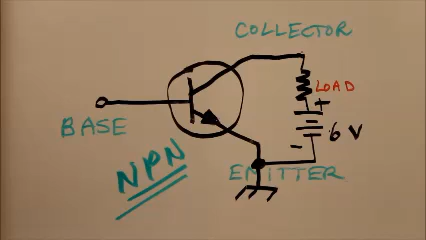 COLLECTOR
LOAD
+
6 V
-
BASE
NPN
EMITTER